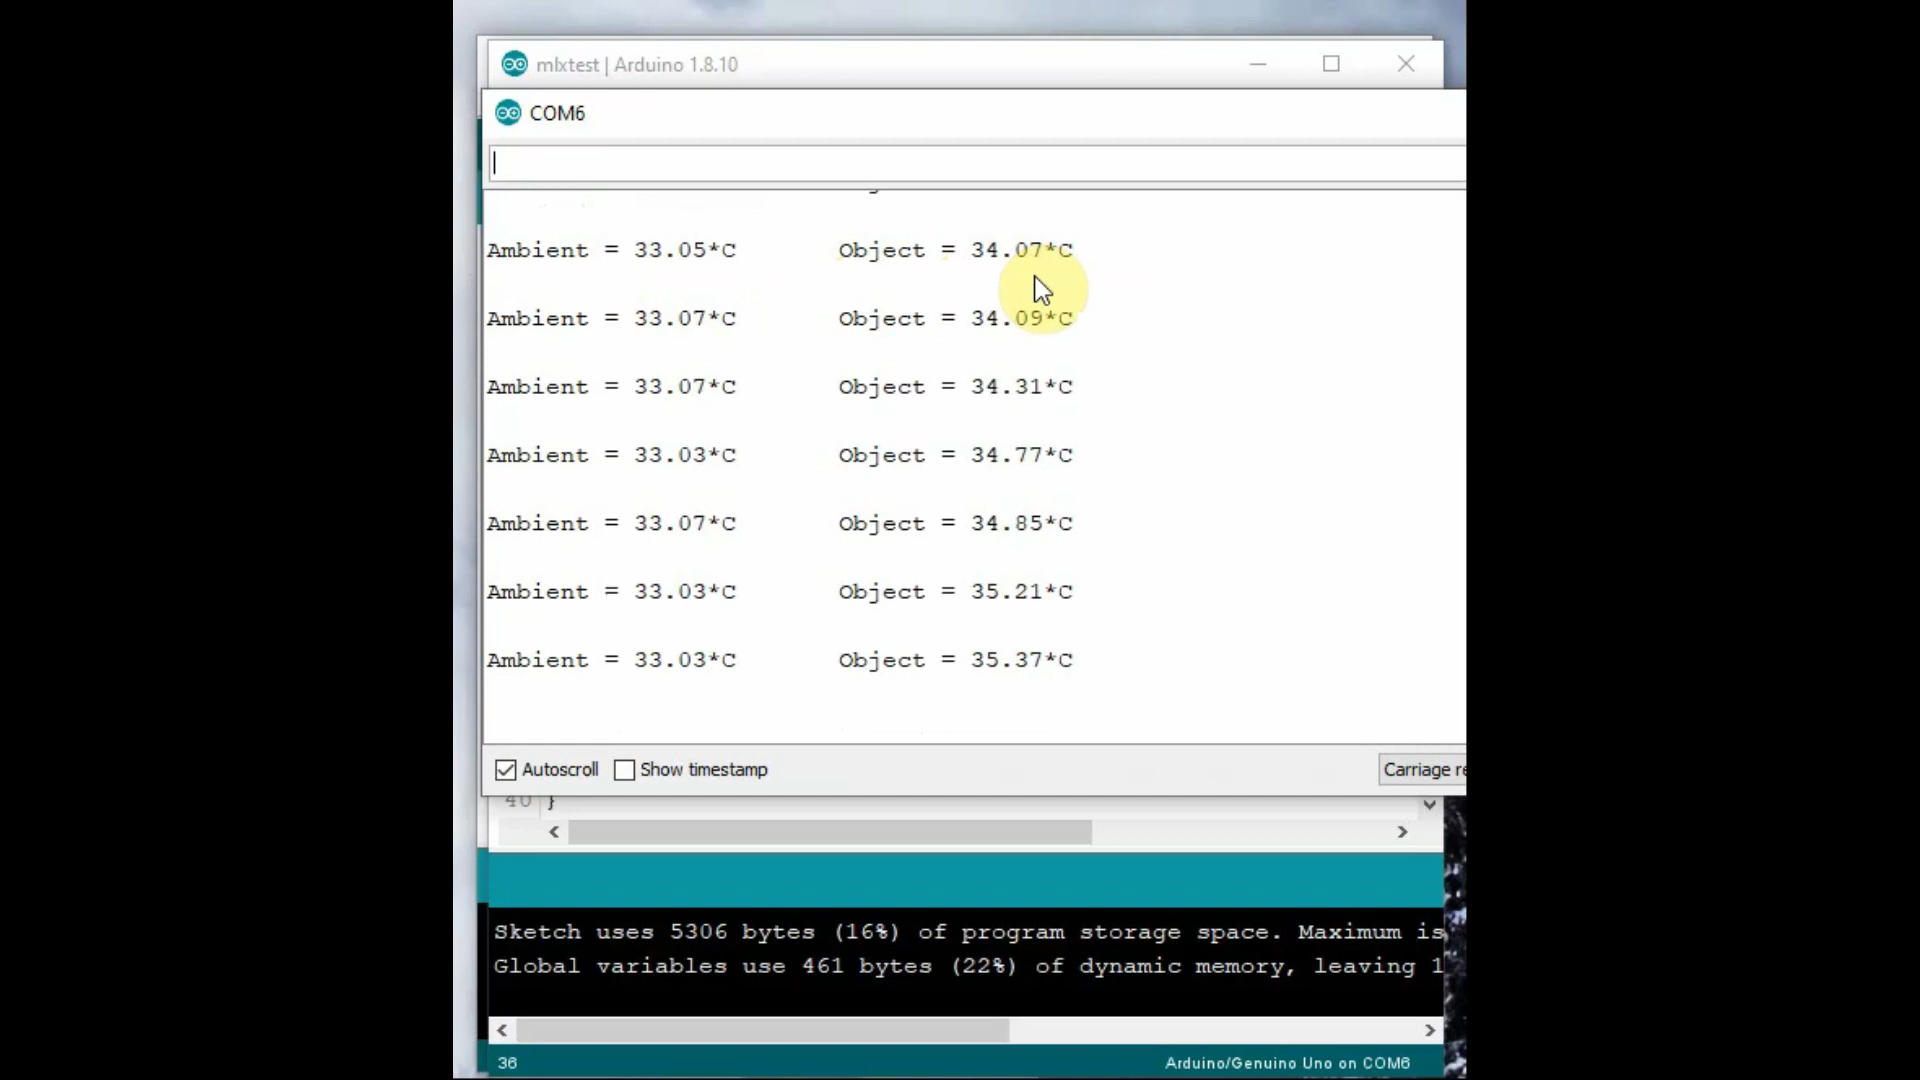 mlxtest | Arduino 1.8.10
COM6
Ambient = 33.05*C Object = 34.07*C
Ambient = 33.07*C Object = 34.09*C
Ambient = 33.07*C Object = 34.31*C
Ambient = 33.03*C Object = 34.77*C
Ambient = 33.07*C Object = 34.85*C
Ambient = 33.03*C Object = 35.21*C
Ambient = 33.03*C Object = 35.37*C
Autoscroll Show timestamp Carriage re
40 }
Sketch uses 5306 bytes (16%) of program storage space. Maximum is
Global variables use 461 bytes (22%) of dynamic memory, leaving 1
36 Arduino/Genuino Uno on COM6